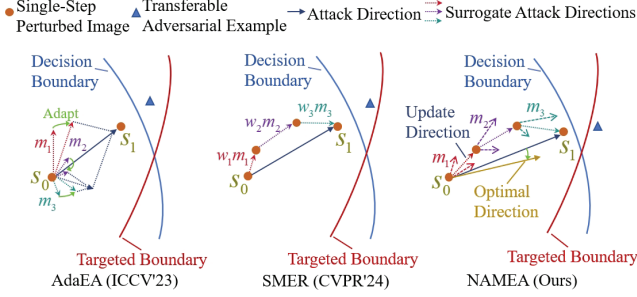 Single-Step
Perturbed Image
Transferable
Adversarial Example
Attack Direction
Surrogate Attack Directions
Decision
Boundary
Adapt
m1
m2
m3
S0
S1
Targeted Boundary
AdaEA (ICCV'23)
Decision
Boundary
w1m1
w2m2
w3m3
S0
S1
Targeted Boundary
SMER (CVPR'24)
Decision
Boundary
Update
Direction
m1
m2
m3
S0
S1
Optimal
Direction
Targeted Boundary
NAMEA (Ours)